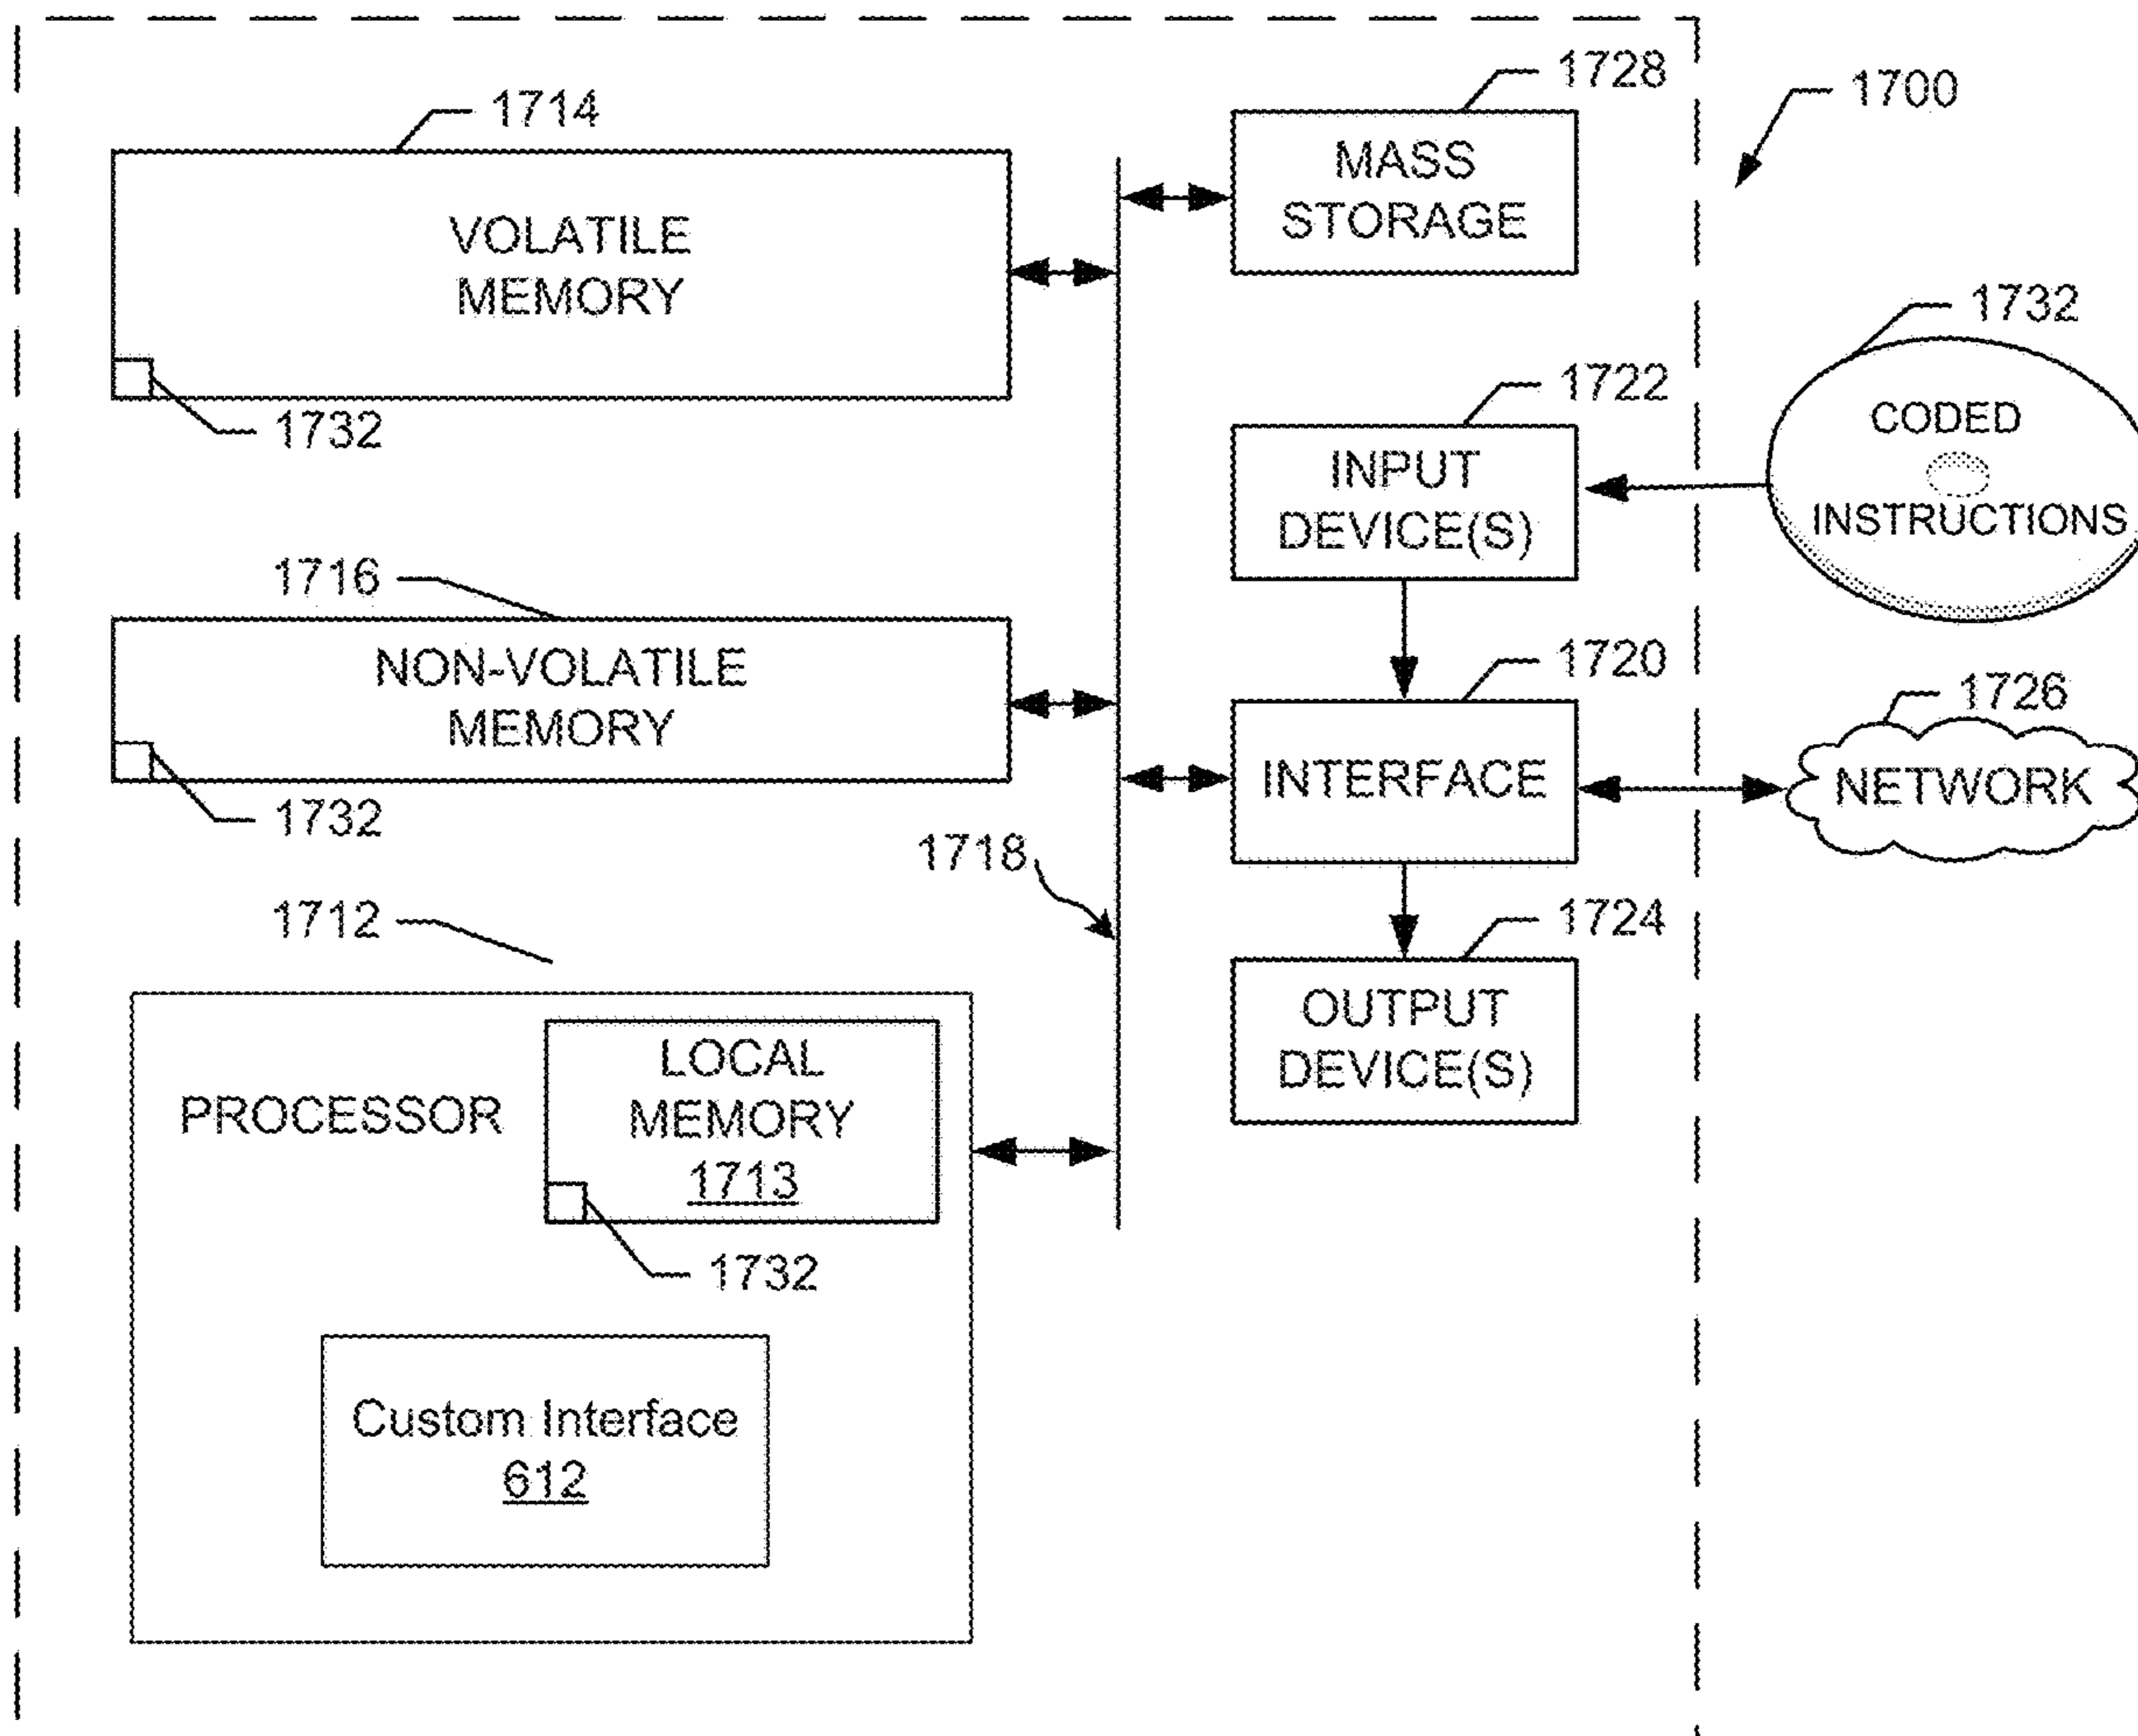 1728
1700
1714
MASS
STORAGE
VOLATILE
MEMORY
1732
1732
1722
CODED
INSTRUCTIONS
INPUT
DEVICE(S)
1716
1720
1726
NON-VOLATILE
MEMORY
INTERFACE
NETWORK
1732
1718
1712
1724
OUTPUT
DEVICE(S)
PROCESSOR
LOCAL
MEMORY
1713
1732
Custom Interface
612